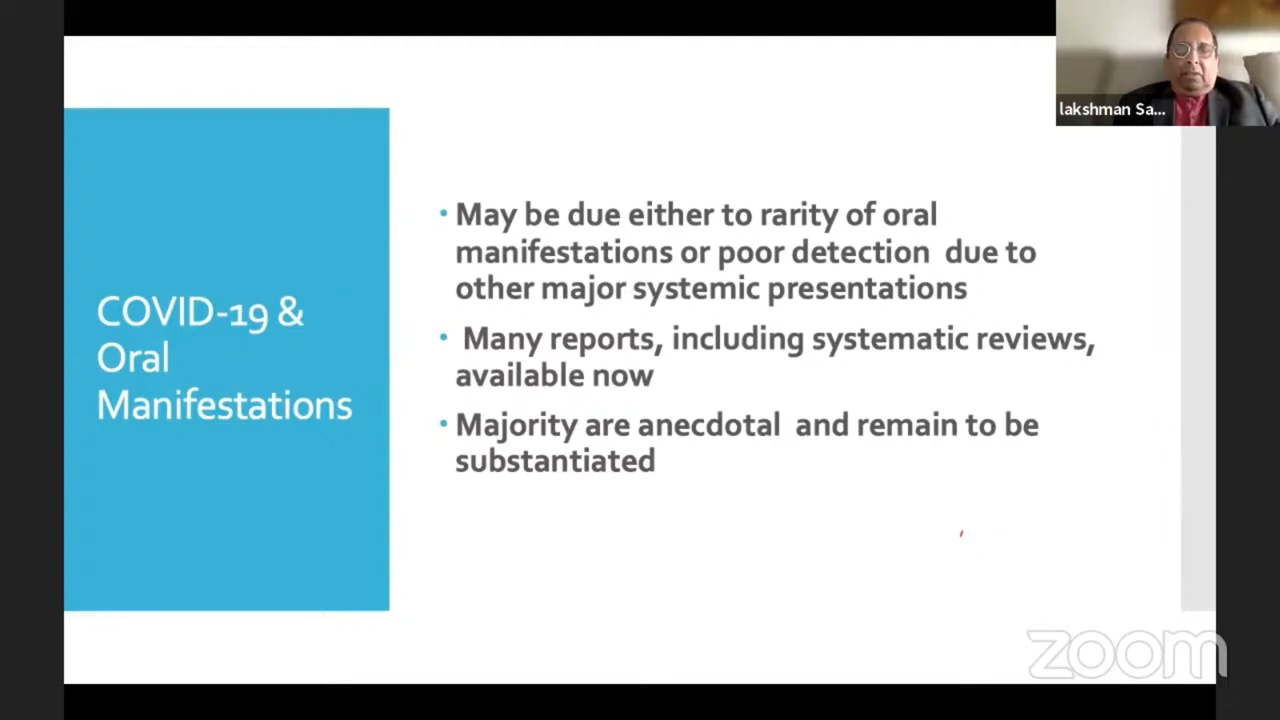 lakshman Sa...
COVID-19 &
Oral
Manifestations
• May be due either to rarity of oral
manifestations or poor detection due to
other major systemic presentations
• Many reports, including systematic reviews,
available now
• Majority are anecdotal and remain to be
substantiated
zoom